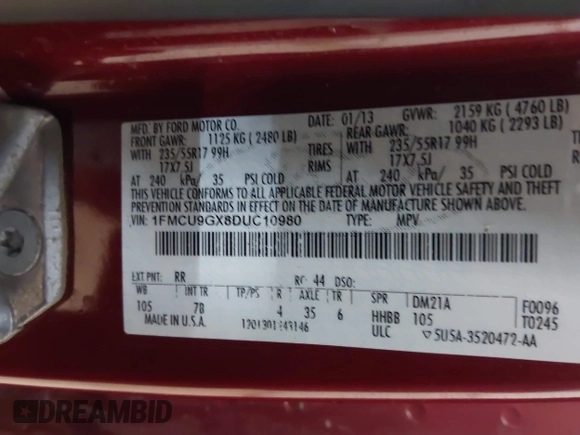 MFD. BY FORD MOTOR CO. DATE: 01/13 GVWR: 2159 KG ( 4760 LB)
FRONT GAWR: 1125 KG ( 2480 LB) REAR GAWR: 1040 KG ( 2293 LB)
WITH 235/55R17 99H TIRES WITH 235/55R17 99H
17X7.5J RIMS 17X7.5J
AT 240 kPa/ 35 PSI COLD AT 240 kPa/ 35 PSI COLD
THIS VEHICLE CONFORMS TO ALL APPLICABLE FEDERAL MOTOR VEHICLE SAFETY AND THEFT
PREVENTION STANDARDS IN EFFECT ON THE DATE OF MANUFACTURE SHOWN ABOVE.
VIN: 1FMCU9GX8DUC10980 TYPE: MPV
EXT PNT: RR RC: 44 DSO:
WB INT TR TP/PS R AXLE TR SPR DM21A F0096
105 7B 4 35 6 HHBB 105 T0245
MADE IN U.S.A. ULC 5USA-3520472-AA
DREAMBID